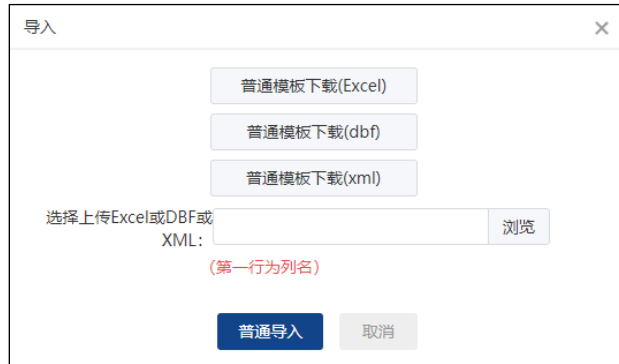 导入
普通模板下载(Excel)
普通模板下载(dbf)
普通模板下载(xml)
选择上传Excel或DBF或
XML:
浏览
(第一行为列名)
普通导入
取消